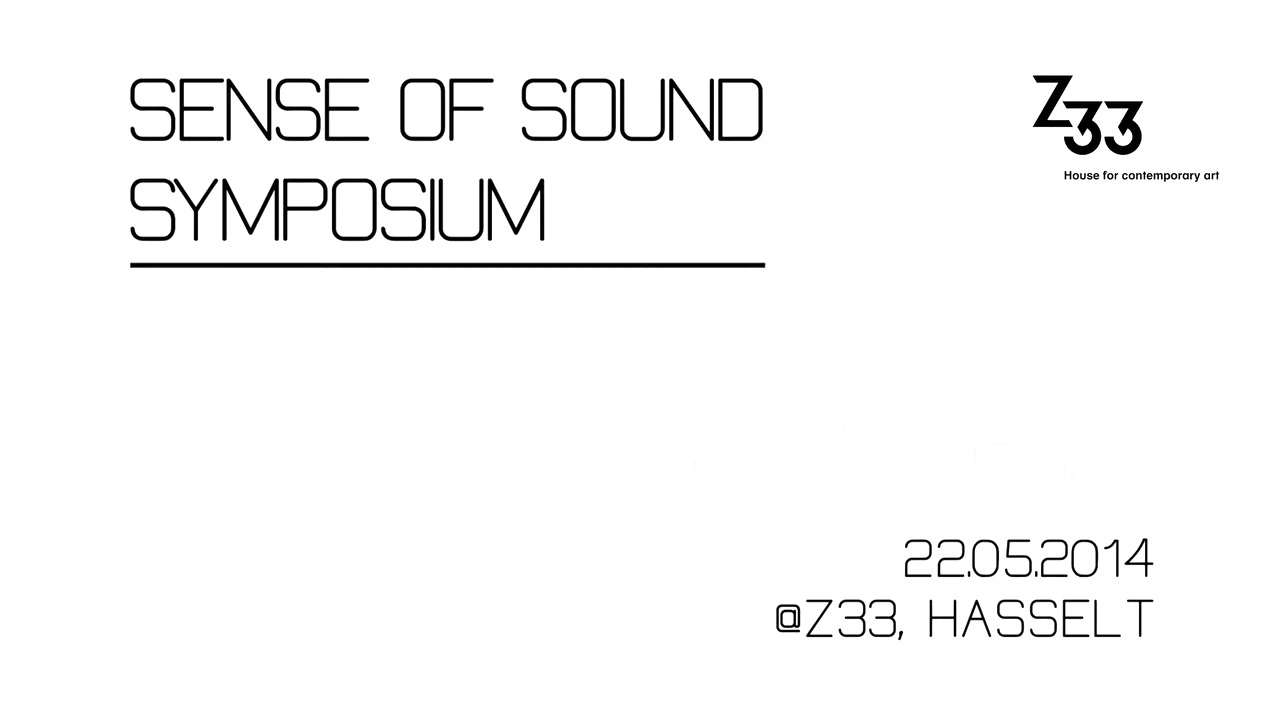 SENSE OF SOUND
SYMPOSIUM
Z33
House for contemporary art
22.05.2014
@Z33, HASSELT